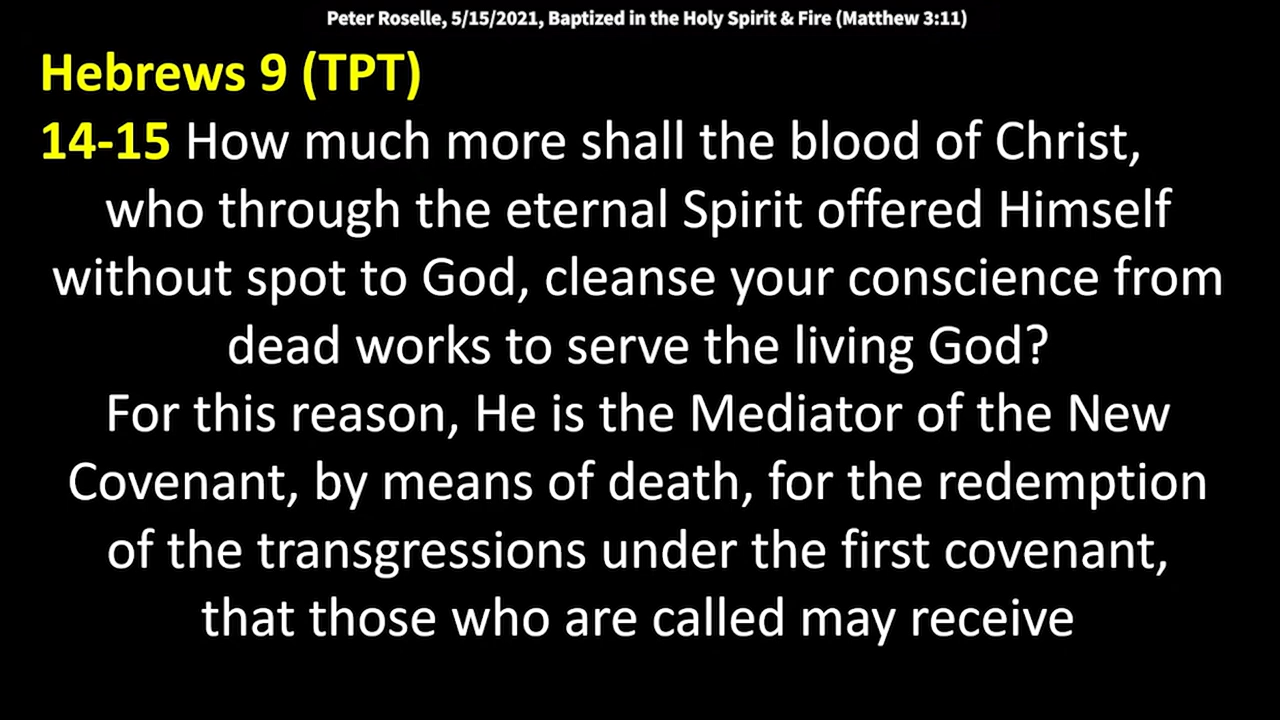 Peter Roselle, 5/15/2021, Baptized in the Holy Spirit & Fire (Matthew 3:11)
Hebrews 9 (TPT)
14-15 How much more shall the blood of Christ,
who through the eternal Spirit offered Himself
without spot to God, cleanse your conscience from
dead works to serve the living God?
For this reason, He is the Mediator of the New
Covenant, by means of death, for the redemption
of the transgressions under the first covenant,
that those who are called may receive